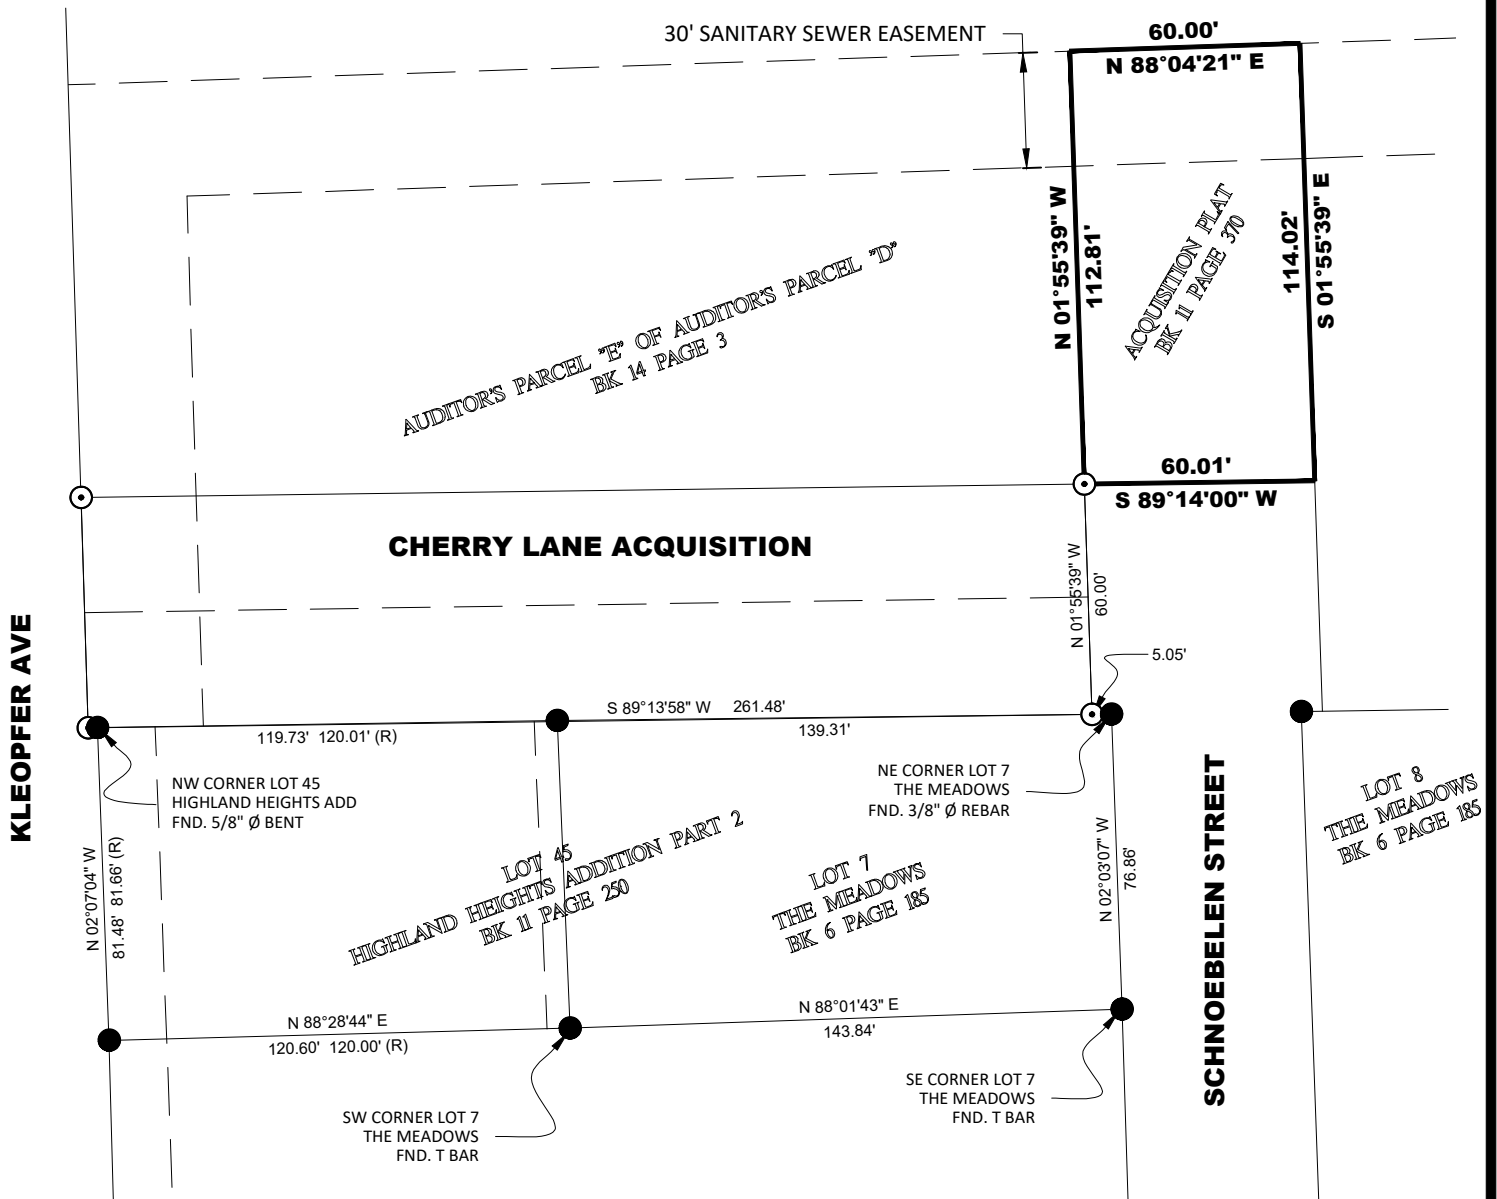 30' SANITARY SEWER EASEMENT
60.00'
N 88°04'21" E
N 01°55'39" W
112.81'
ACQUISITION PLAT
BK 11 PAGE 370
114.02'
S 01°55'39" E
AUDITOR'S PARCEL "E" OF AUDITOR'S PARCEL "D"
BK 14 PAGE 3
60.01'
S 89°14'00" W
CHERRY LANE ACQUISITION
N 01°55'39" W
60.00'
KLEOPFER AVE
5.05'
S 89°13'58" W 261.48'
119.73' 120.01' (R)
139.31'
NW CORNER LOT 45
HIGHLAND HEIGHTS ADD
FND. 5/8" Ø BENT
NE CORNER LOT 7
THE MEADOWS
FND. 3/8" Ø REBAR
LOT 8
THE MEADOWS
BK 6 PAGE 185
N 02°07'04" W
81.48' 81.66' (R)
LOT 45
HIGHLAND HEIGHTS ADDITION PART 2
BK 11 PAGE 250
LOT 7
THE MEADOWS
BK 6 PAGE 185
N 02°03'07" W
76.86'
SCHNOEBELEN STREET
N 88°28'44" E
120.60' 120.00' (R)
N 88°01'43" E
143.84'
SW CORNER LOT 7
THE MEADOWS
FND. T BAR
SE CORNER LOT 7
THE MEADOWS
FND. T BAR